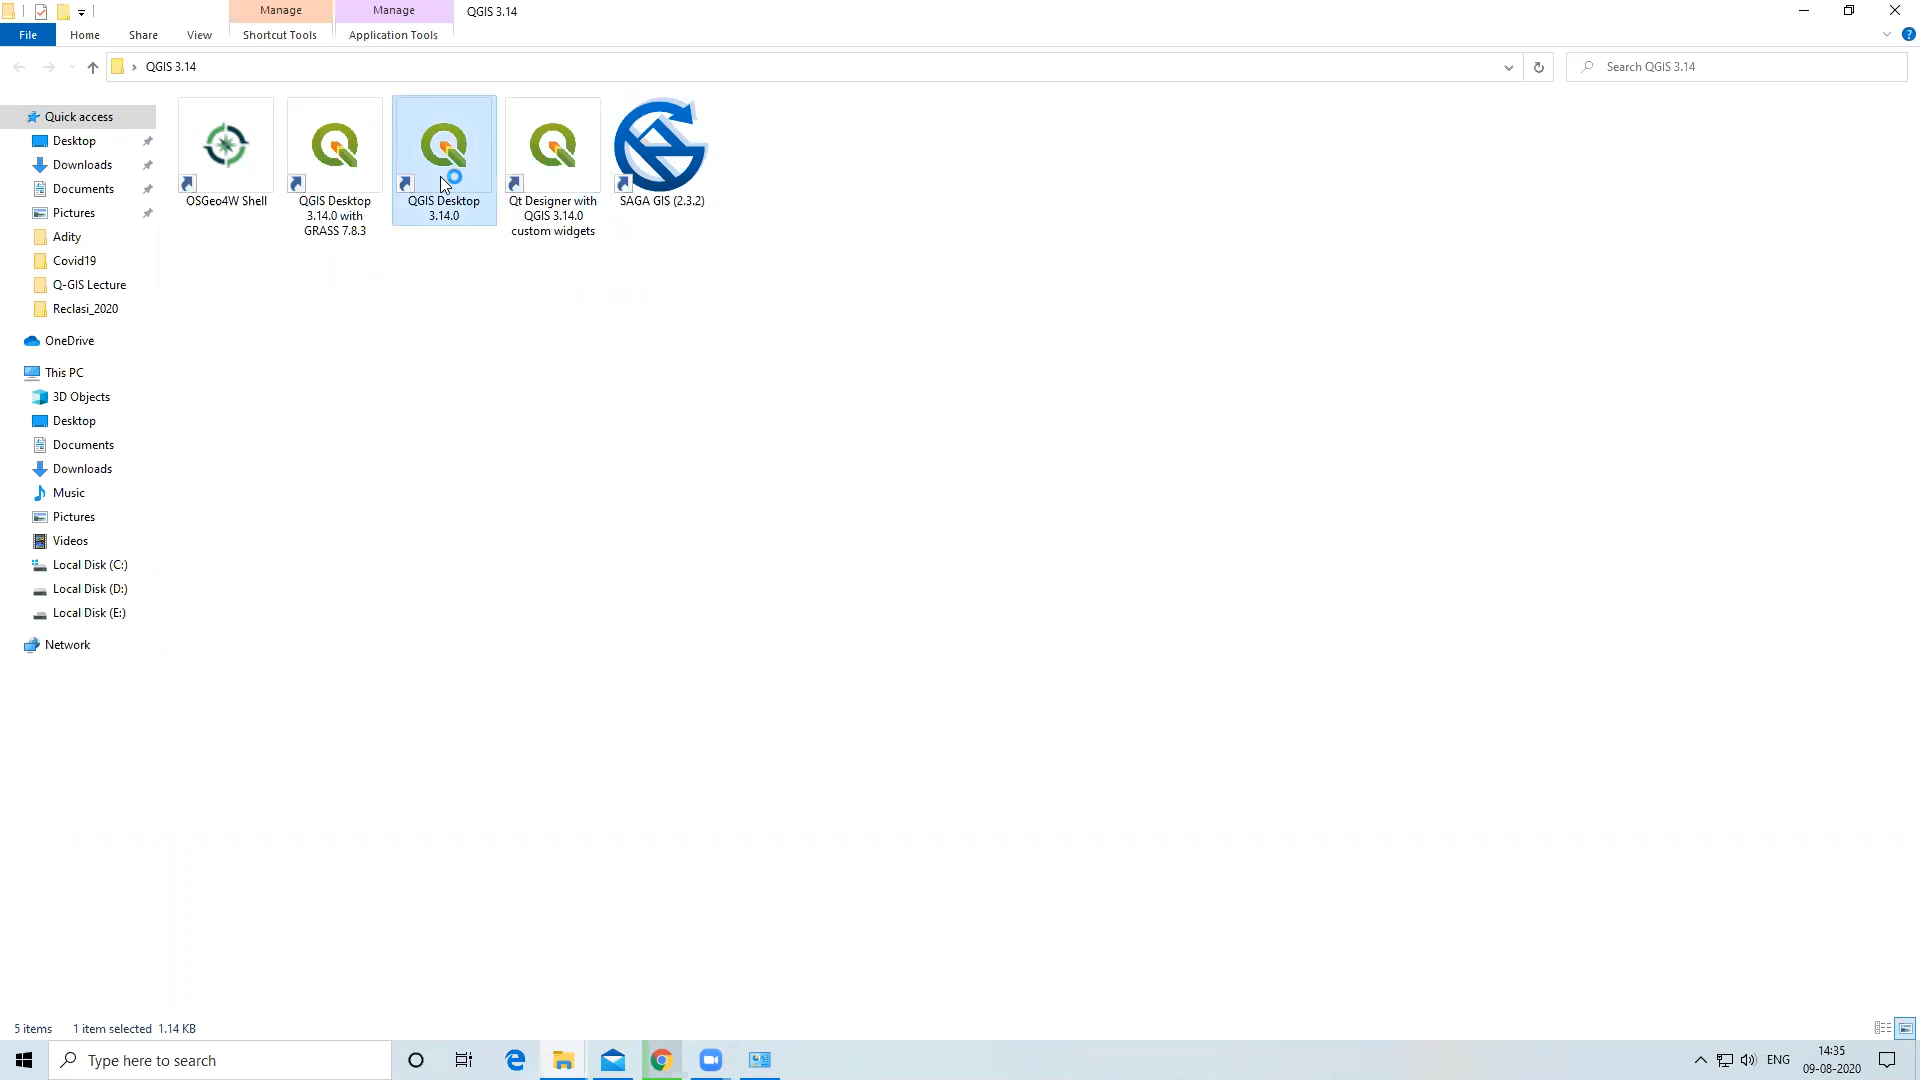 Manage
Manage
QGIS 3.14
File
Home
Share
View
Shortcut Tools
Application Tools
?
QGIS 3.14
Search QGIS 3.14
Quick access
Desktop
Downloads
Documents
Pictures
Adity
Covid19
Q-GIS Lecture
Reclasi_2020
OneDrive
This PC
3D Objects
Desktop
Documents
Downloads
Music
Pictures
Videos
Local Disk (C:)
Local Disk (D:)
Local Disk (E:)
Network
OSGeo4W Shell
QGIS Desktop
3.14.0 with
GRASS 7.8.3
QGIS Desktop
3.14.0
Qt Designer with
QGIS 3.14.0
custom widgets
SAGA GIS (2.3.2)
5 items
1 item selected 1.14 KB
Type here to search
ENG
14:35
09-08-2020